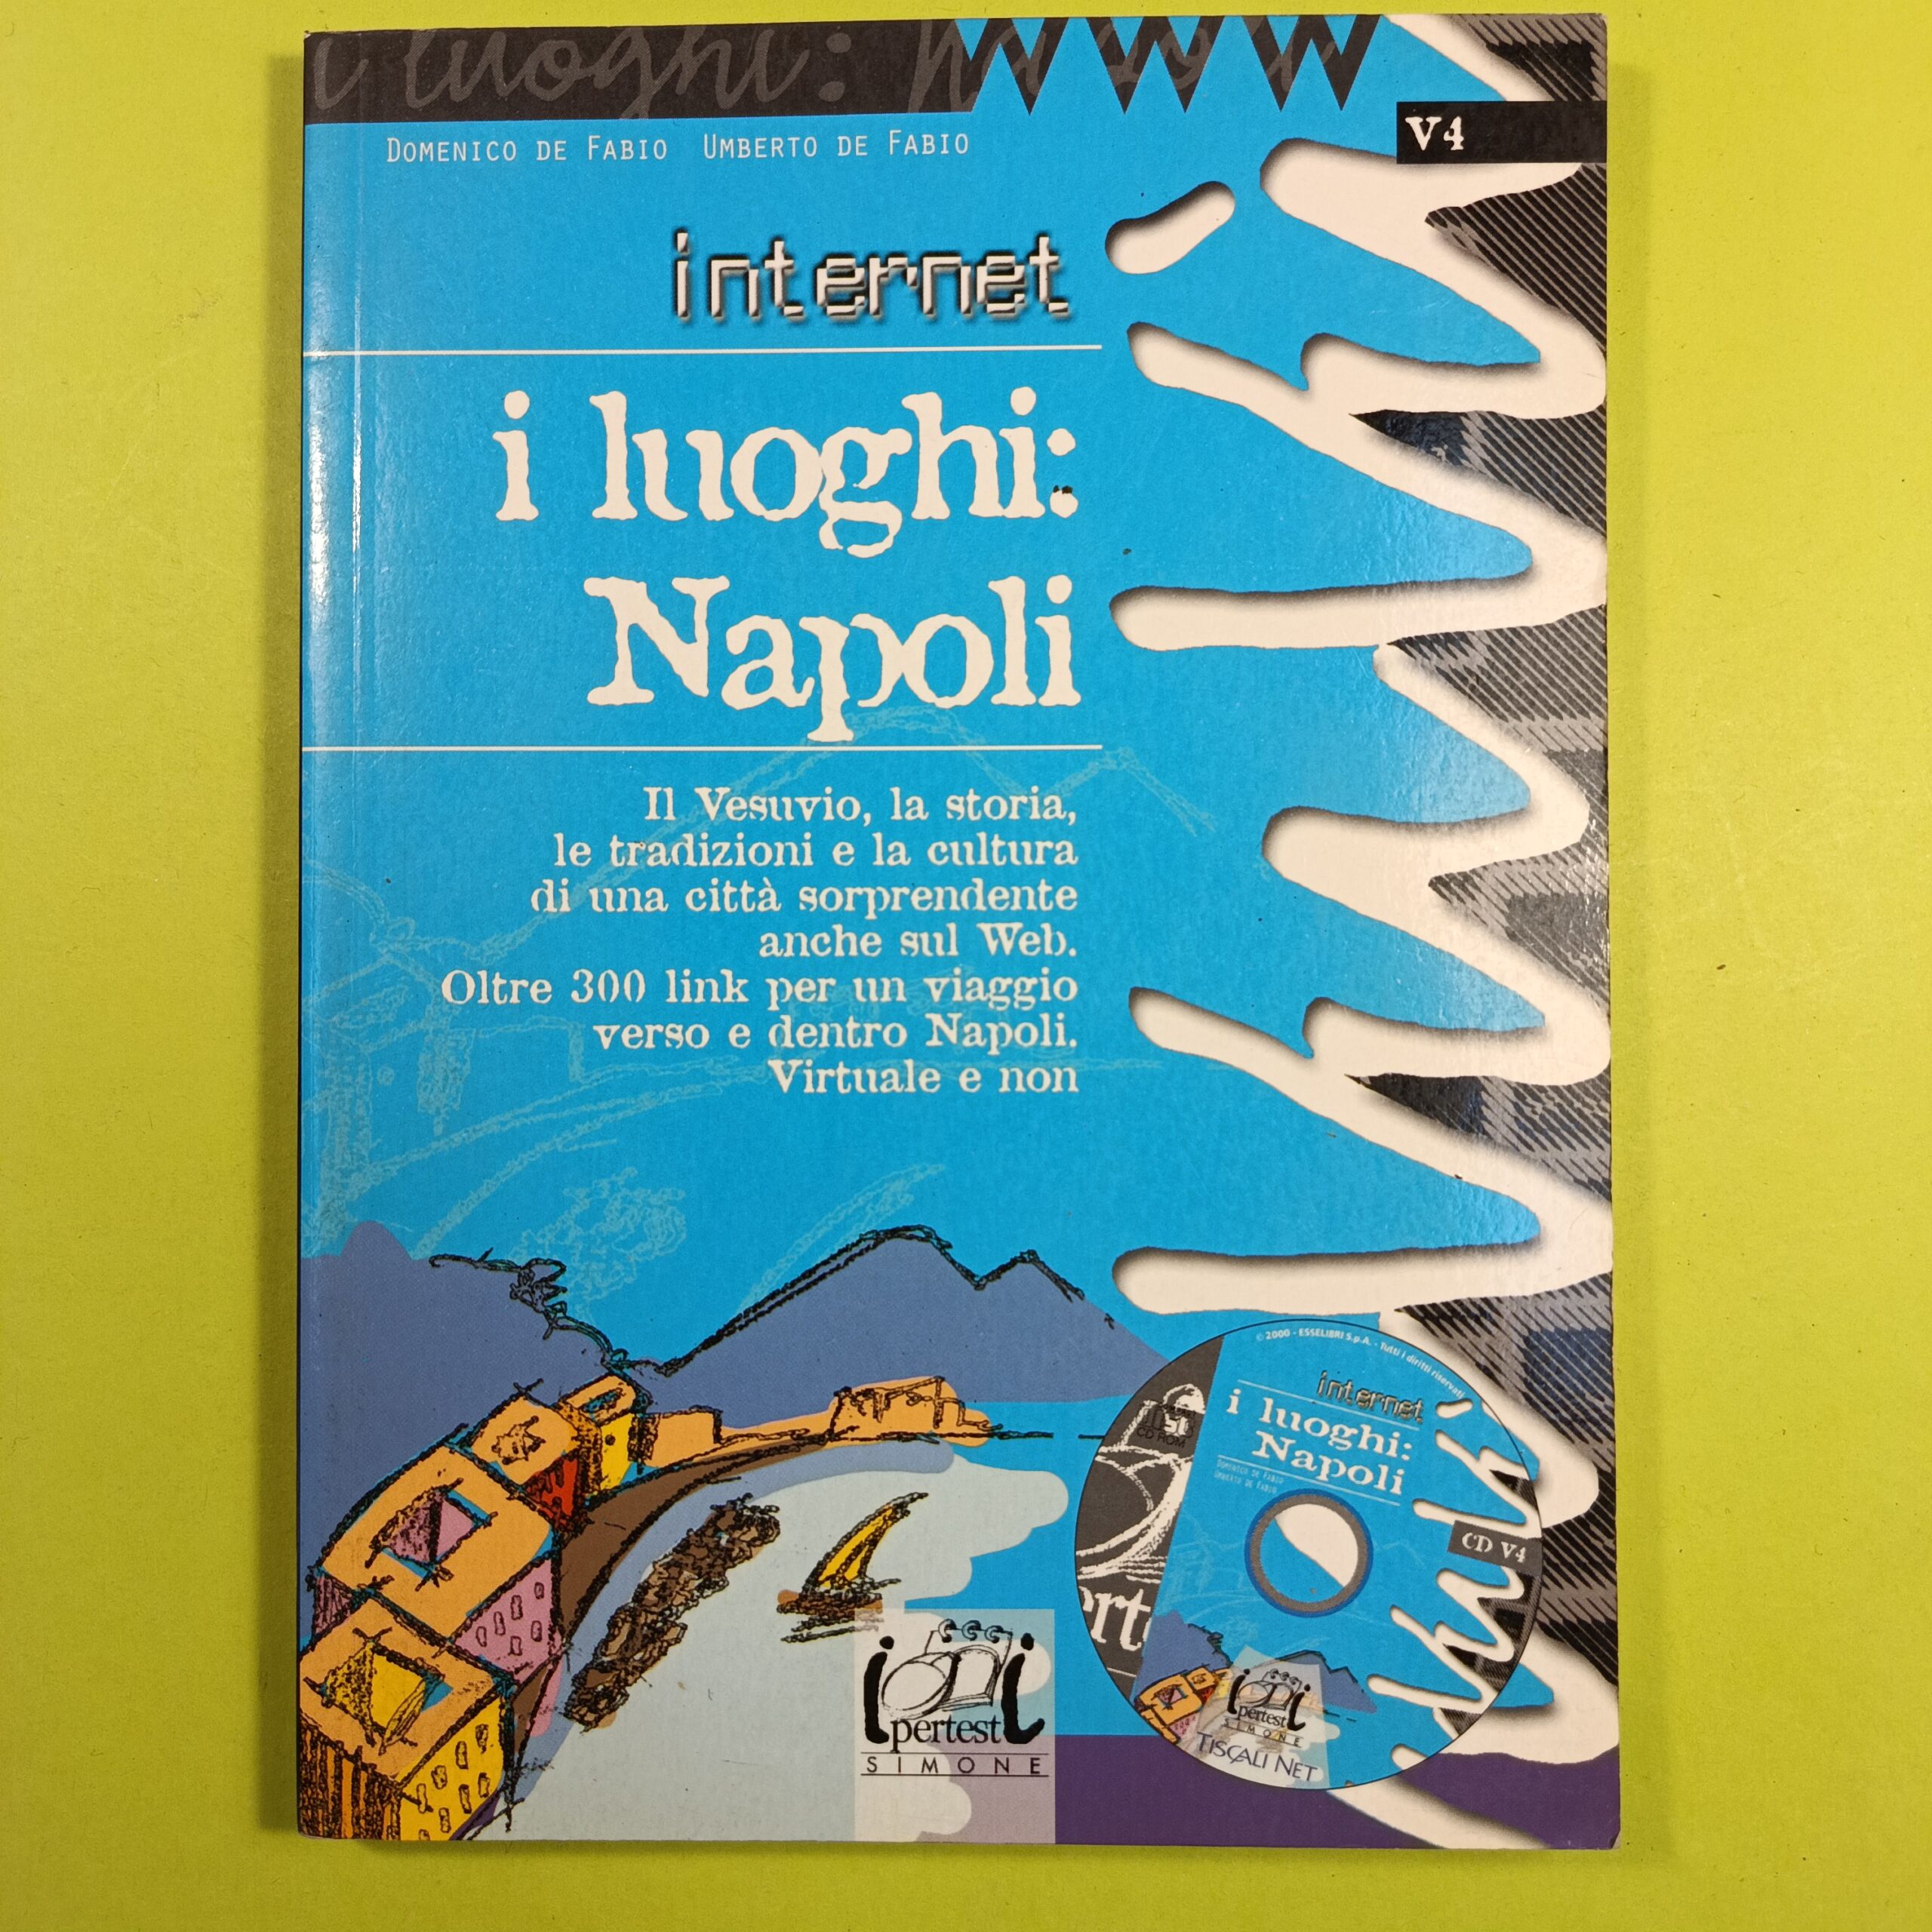 i luoghi:
www
DOMENICO DE FABIO UMBERTO DE FABIO
V4
internet
i luoghi:
Napoli
Il Vesuvio, la storia,
le tradizioni e la cultura
di una città sorprendente
anche sul Web.
Oltre 300 link per un viaggio
verso e dentro Napoli.
Virtuale e non
ipertesti
SIMONE
© 2000 - ESSELIBRI S.p.A. - Tutti i diritti riservati
internet
i luoghi:
Napoli
DOMENICO DE FABIO
UMBERTO DE FABIO
CD ROM
CD V4
ipertesti
SIMONE
TISCALI NET